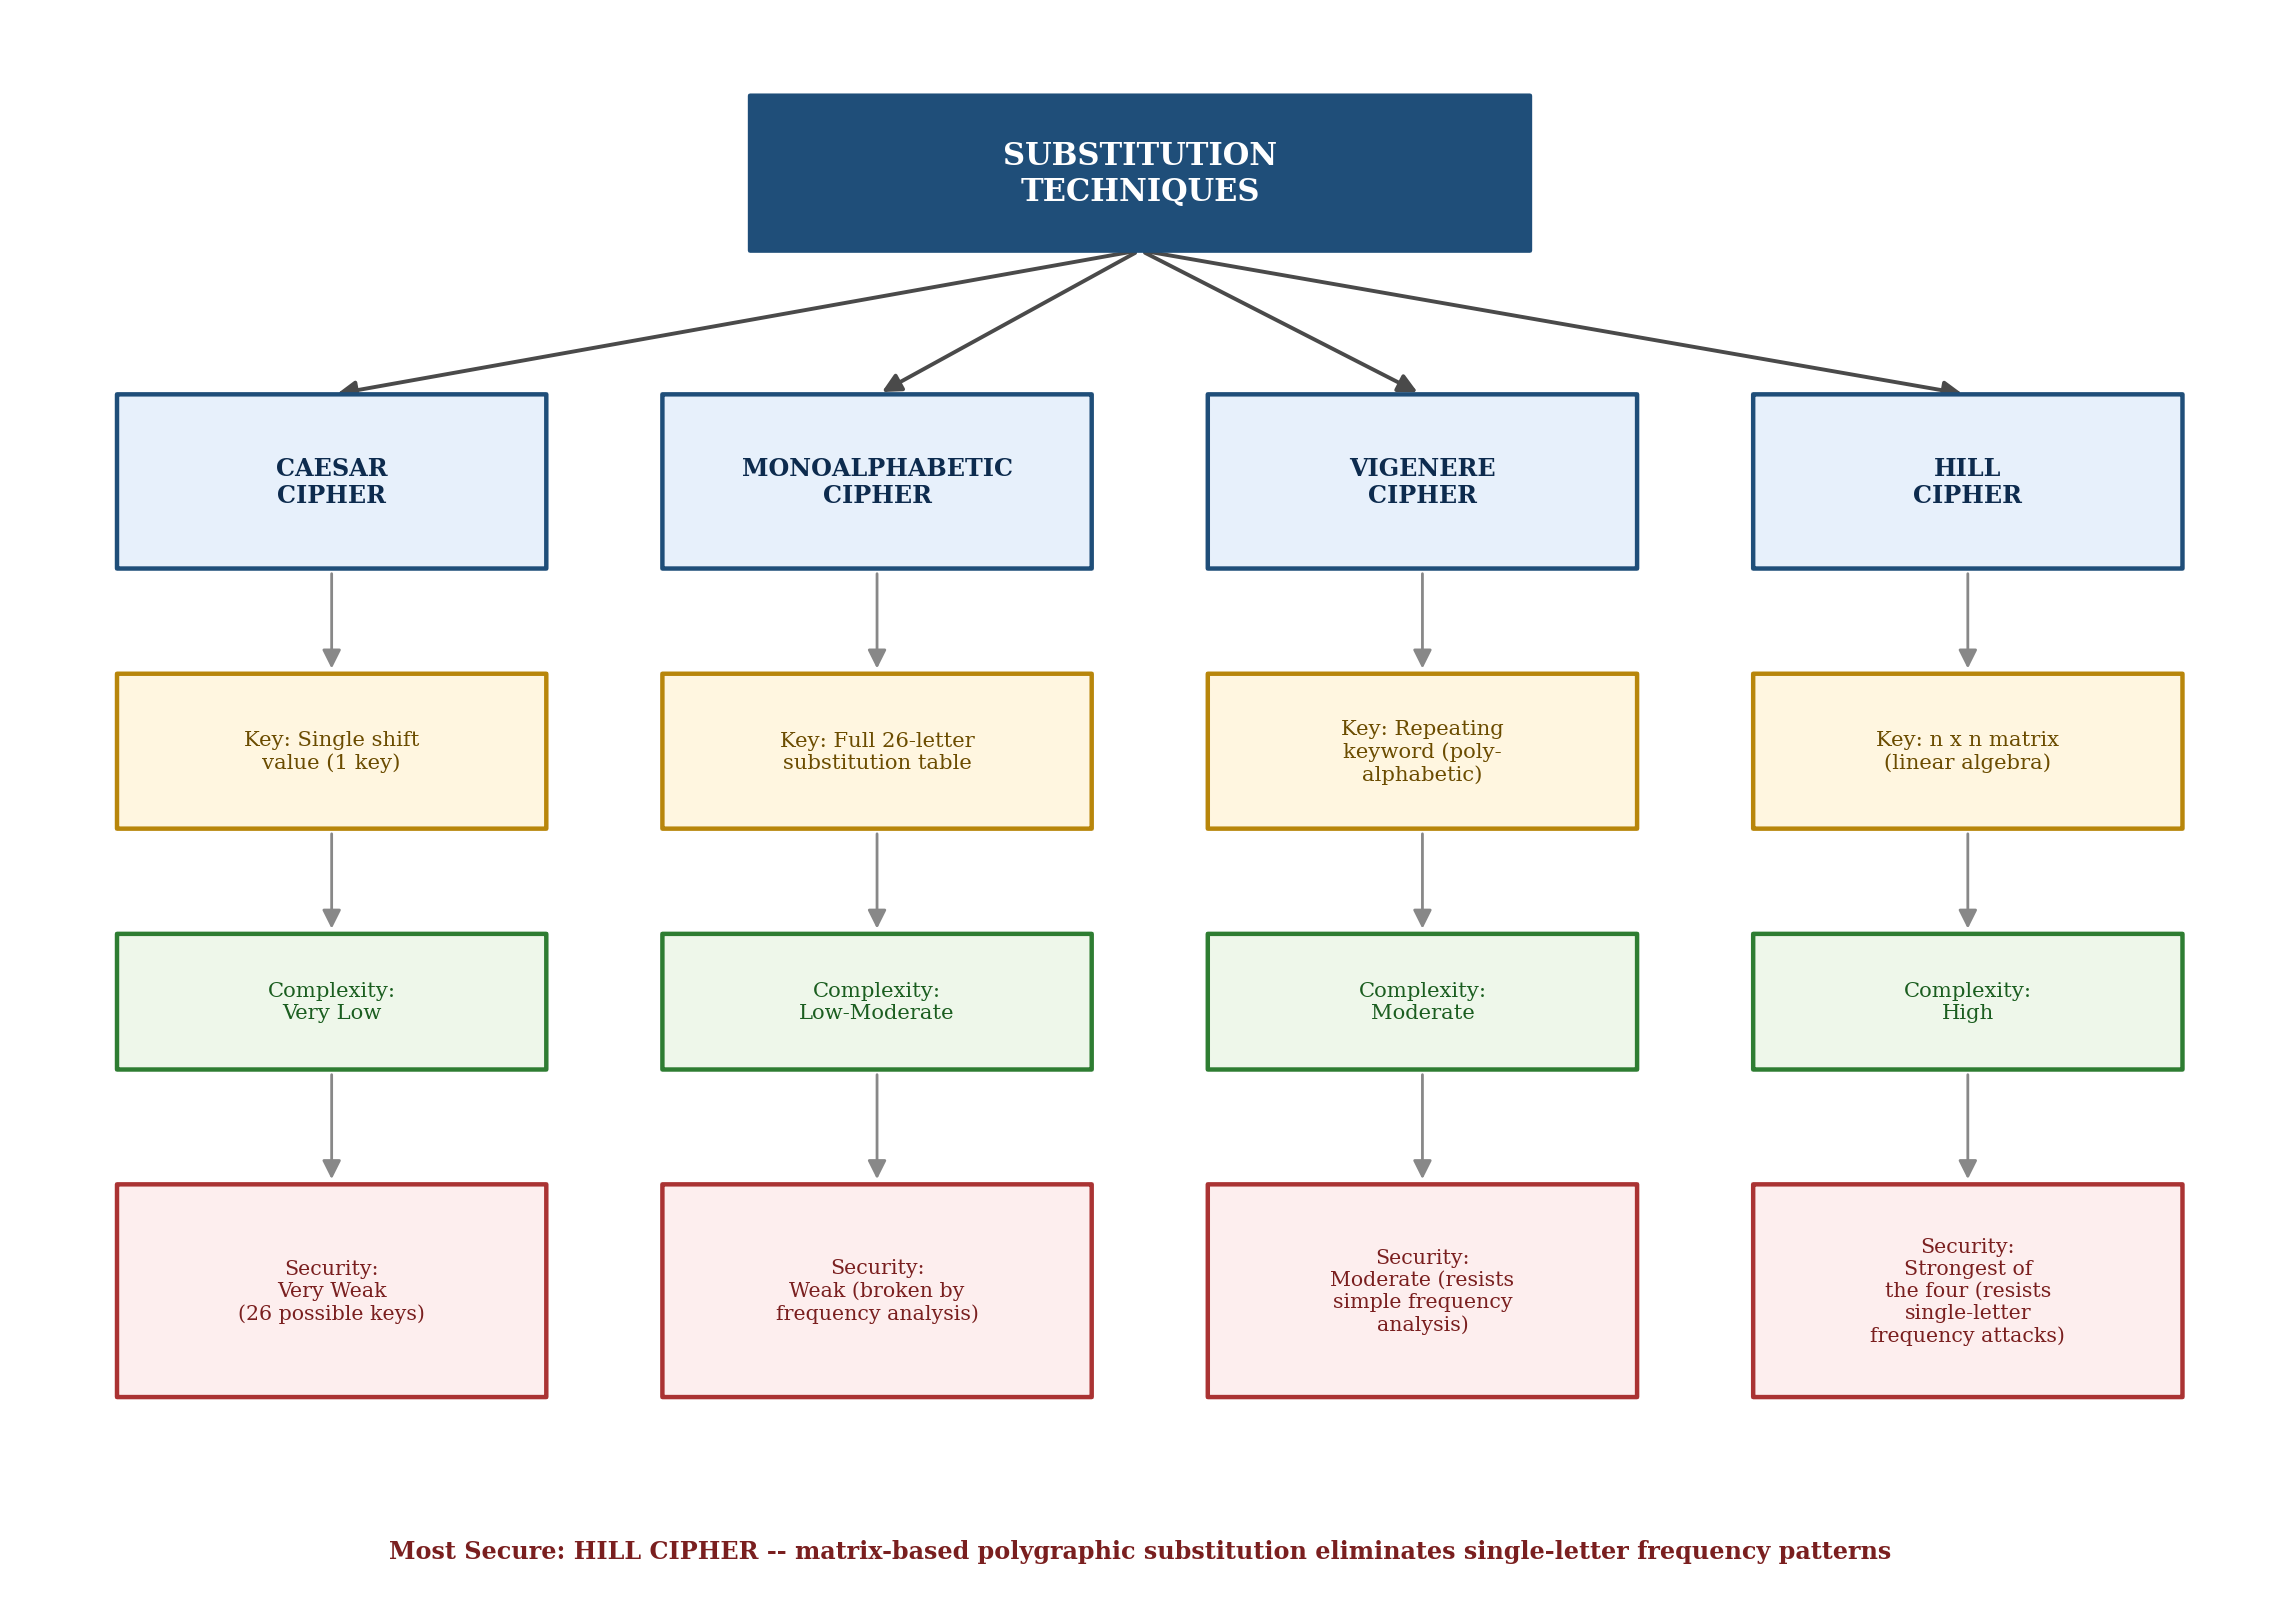 SUBSTITUTION
TECHNIQUES
CAESAR
CIPHER
MONOALPHABETIC
CIPHER
VIGENERE
CIPHER
HILL
CIPHER
Key: Single shift
value (1 key)
Key: Full 26-letter
substitution table
Key: Repeating
keyword (poly-
alphabetic)
Key: n x n matrix
(linear algebra)
Complexity:
Very Low
Complexity:
Low-Moderate
Complexity:
Moderate
Complexity:
High
Security:
Very Weak
(26 possible keys)
Security:
Weak (broken by
frequency analysis)
Security:
Moderate (resists
simple frequency
analysis)
Security:
Strongest of
the four (resists
single-letter
frequency attacks)
Most Secure: HILL CIPHER -- matrix-based polygraphic substitution eliminates single-letter frequency patterns